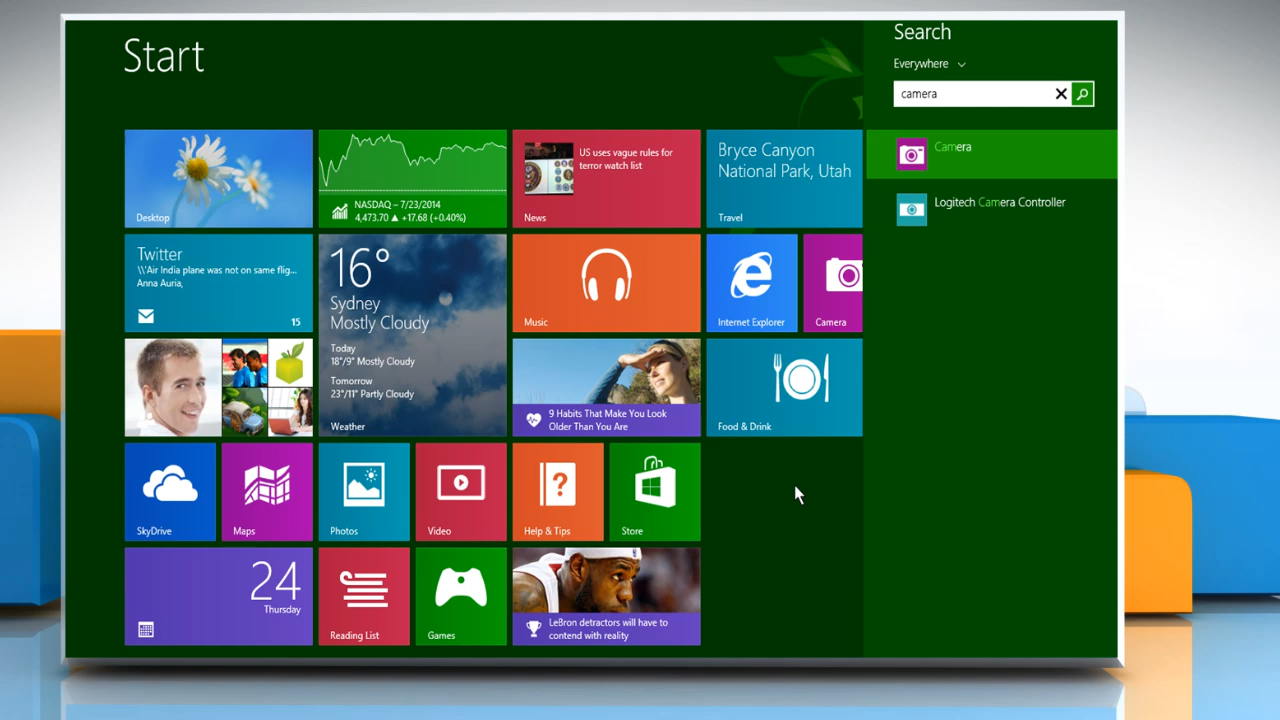 Start
Search
Everywhere
camera
Camera
Logitech Camera Controller
Desktop
NASDAQ – 7/23/2014
4,473.70 ▲ +17.68 (+0.40%)
US uses vague rules for
terror watch list
News
Bryce Canyon
National Park, Utah
Travel
Twitter
\\'Air India plane was not on same flig...
Anna Auria,
15
16°
Sydney
Mostly Cloudy
Today
18°/9° Mostly Cloudy
Tomorrow
23°/11° Partly Cloudy
Weather
Music
Internet Explorer
Camera
9 Habits That Make You Look
Older Than You Are
Food & Drink
SkyDrive
Maps
Photos
Video
Help & Tips
Store
24
Thursday
Reading List
Games
LeBron detractors will have to
contend with reality